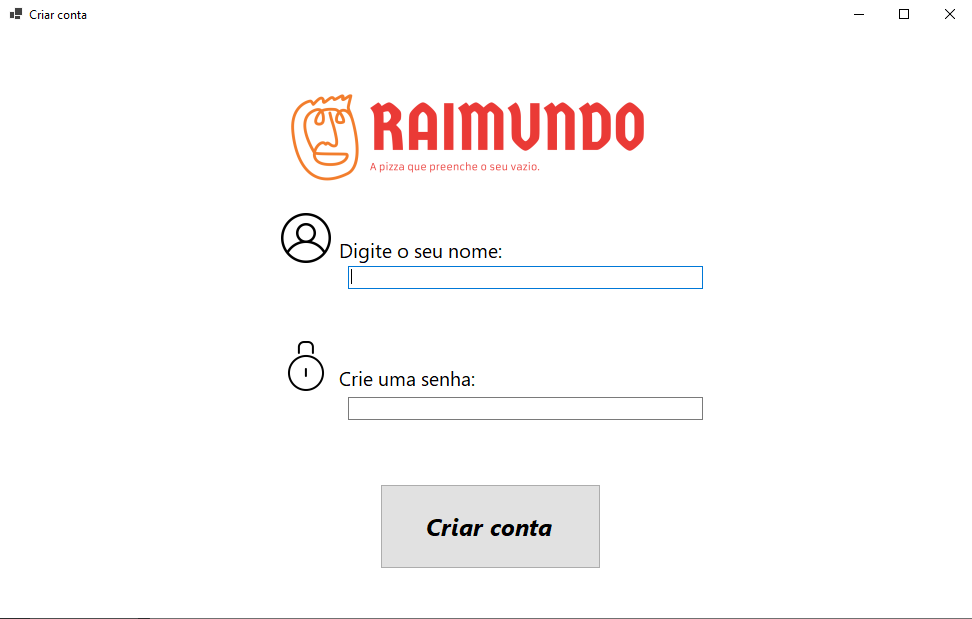 Criar conta
RAIMUNDO
A pizza que preenche o seu vazio.
Digite o seu nome:
Crie uma senha:
Criar conta